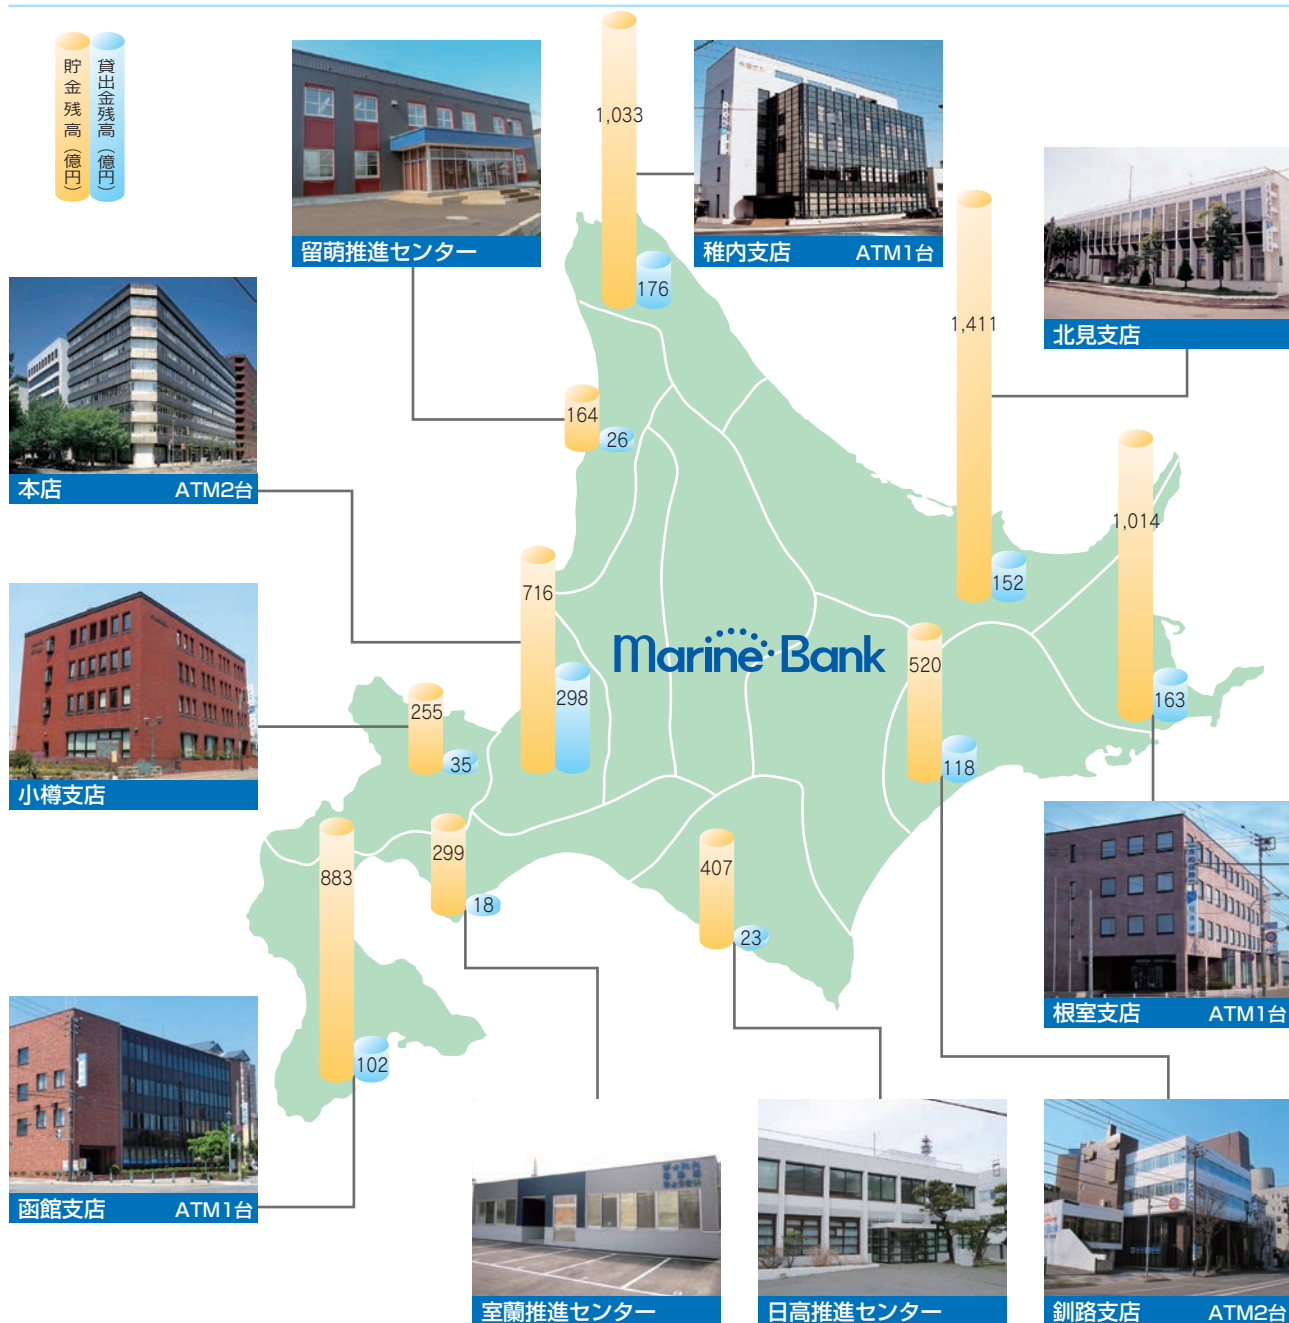 貯金残高(億円)
貸出金残高(億円)
留萌推進センター
1,033
176
稚内支店 ATM1台
1,411
152
北見支店
164
26
本店 ATM2台
716
298
Marine Bank
520
118
1,014
163
小樽支店
255
35
299
18
407
23
883
102
根室支店 ATM1台
函館支店 ATM1台
室蘭推進センター
日高推進センター
釧路支店 ATM2台